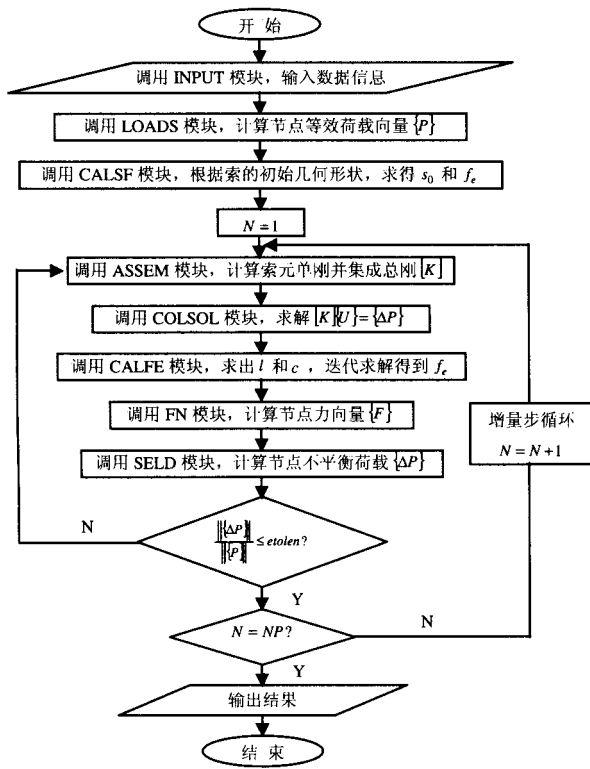 开 始
调用 INPUT 模块，输入数据信息
调用 LOADS 模块，计算节点等效荷载向量{P}
调用 CALSF 模块，根据索的初始几何形状，求得 s₀ 和 fₑ
N=1
调用 ASSEM 模块，计算索元单刚并集成总刚[K]
调用 COLSOL 模块，求解[K]{U}={ΔP}
调用 CALFE 模块，求出 l 和 c ，迭代求解得到 fₑ
调用 FN 模块，计算节点力向量{F}
增量步循环
N=N+1
调用 SELD 模块，计算节点不平衡荷载{ΔP}
N
‖{ΔP}‖
‖{P}‖ ≤etolen?
Y
N=NP?
N
Y
输出结果
结 束